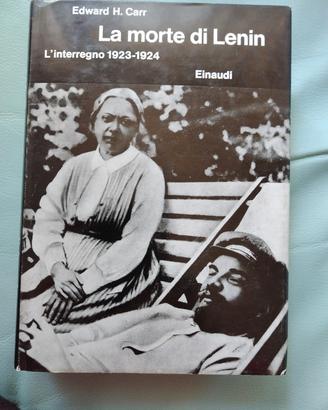 Edward H. Carr
La morte di Lenin
L'interregno 1923-1924
Einaudi